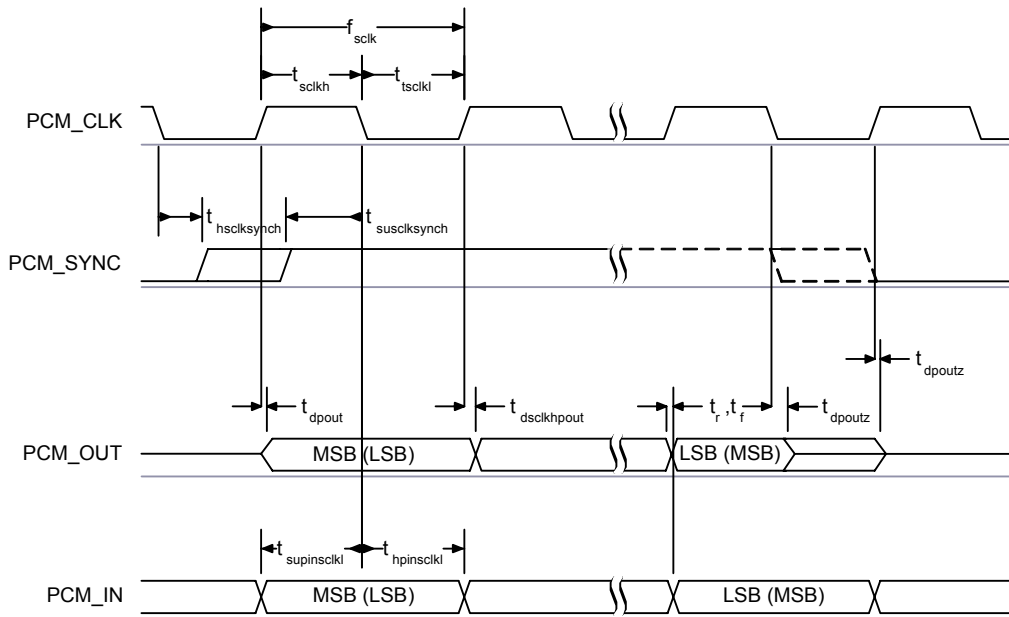 f sclk
t sclkh
t tsclkl
PCM_CLK
t hsclksynch
t susclksynch
PCM_SYNC
t dpoutz
t dpout
t dsclkhpout
t r ,t f
t dpoutz
PCM_OUT
MSB (LSB)
LSB (MSB)
t supinsclkl
t hpinsclkl
PCM_IN
MSB (LSB)
LSB (MSB)